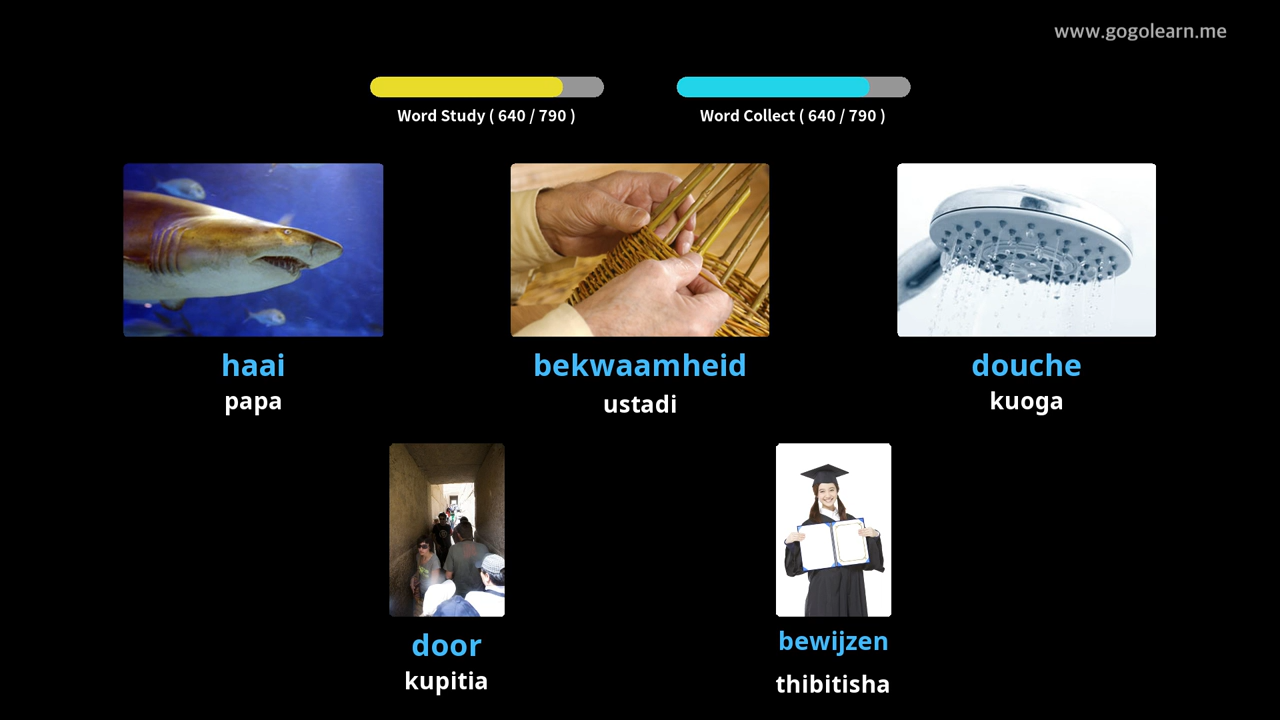 www.gogolearn.me
Word Study ( 640 / 790 )
Word Collect ( 640 / 790 )
haai
papa
bekwaamheid
ustadi
douche
kuoga
door
kupitia
bewijzen
thibitisha